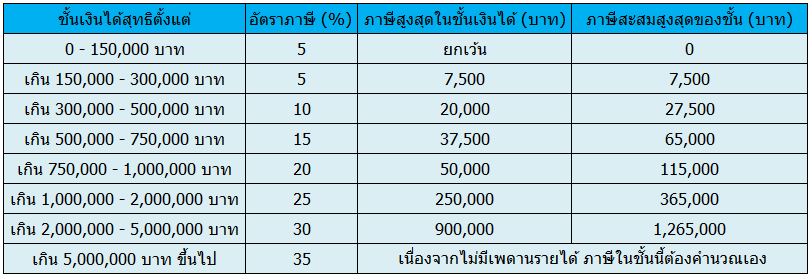 ชั้นเงินได้สุทธิตั้งแต่ อัตราภาษี (%) ภาษีสูงสุดในชั้นเงินได้ (บาท) ภาษีสะสมสูงสุดของชั้น (บาท)
0 - 150,000 บาท 5 ยกเว้น 0
เกิน 150,000 - 300,000 บาท 5 7,500 7,500
เกิน 300,000 - 500,000 บาท 10 20,000 27,500
เกิน 500,000 - 750,000 บาท 15 37,500 65,000
เกิน 750,000 - 1,000,000 บาท 20 50,000 115,000
เกิน 1,000,000 - 2,000,000 บาท 25 250,000 365,000
เกิน 2,000,000 - 5,000,000 บาท 30 900,000 1,265,000
เกิน 5,000,000 บาท ขึ้นไป 35 เนื่องจากไม่มีเพดานรายได้ ภาษีในชั้นนี้ต้องคำนวณเอง